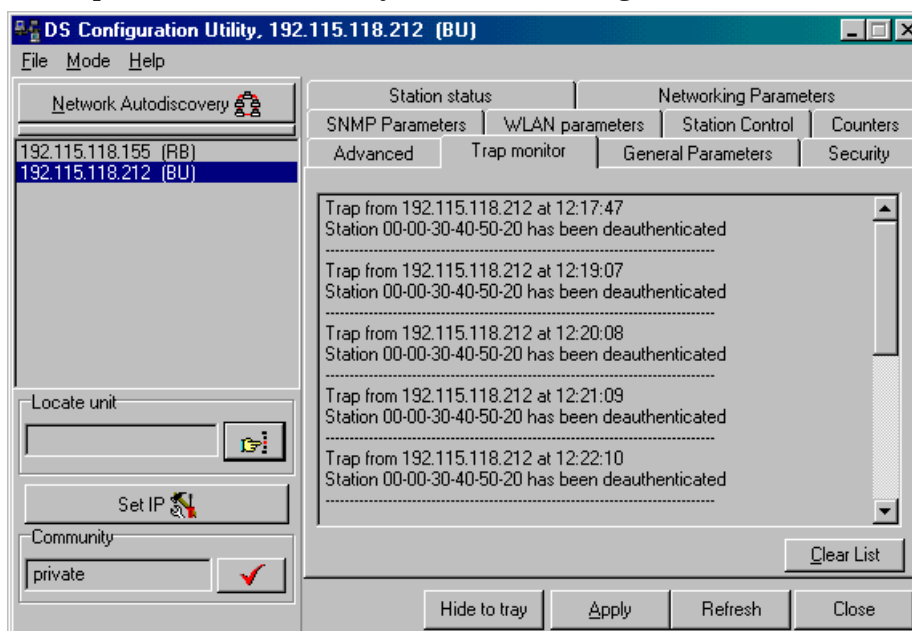 DS Configuration Utility, 192.115.118.212 (BU)
File Mode Help
Network Autodiscovery
192.115.118.155 (RB)
192.115.118.212 (BU)
Locate unit
Set IP
Community
private
Station status Networking Parameters
SNMP Parameters WLAN parameters Station Control Counters
Advanced Trap monitor General Parameters Security
Trap from 192.115.118.212 at 12:17:47
Station 00-00-30-40-50-20 has been deauthenticated
Trap from 192.115.118.212 at 12:19:07
Station 00-00-30-40-50-20 has been deauthenticated
Trap from 192.115.118.212 at 12:20:08
Station 00-00-30-40-50-20 has been deauthenticated
Trap from 192.115.118.212 at 12:21:09
Station 00-00-30-40-50-20 has been deauthenticated
Trap from 192.115.118.212 at 12:22:10
Station 00-00-30-40-50-20 has been deauthenticated
Clear List
Hide to tray Apply Refresh Close